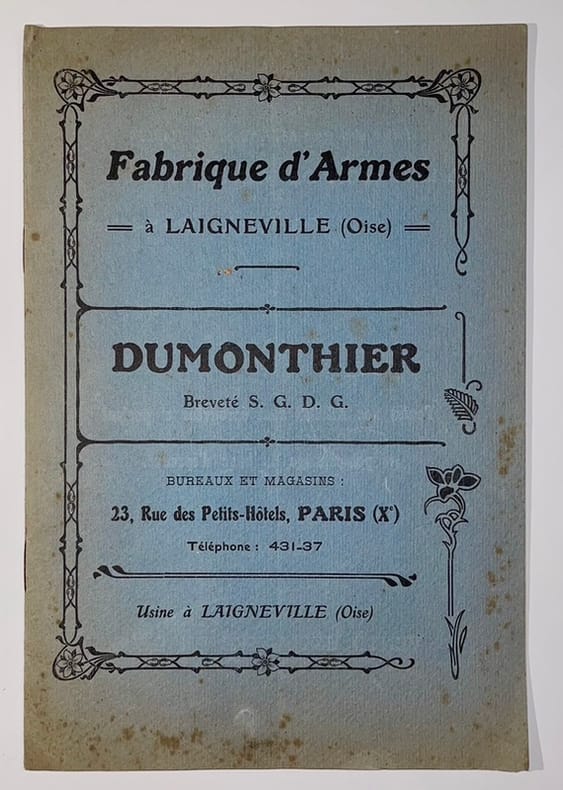 Fabrique d'Armes
à LAIGNEVILLE (Oise)
DUMONTHIER
Breveté S. G. D. G.
BUREAUX ET MAGASINS :
23, Rue des Petits-Hôtels, PARIS (Xᵉ)
Téléphone : 431-37
Usine à LAIGNEVILLE (Oise)